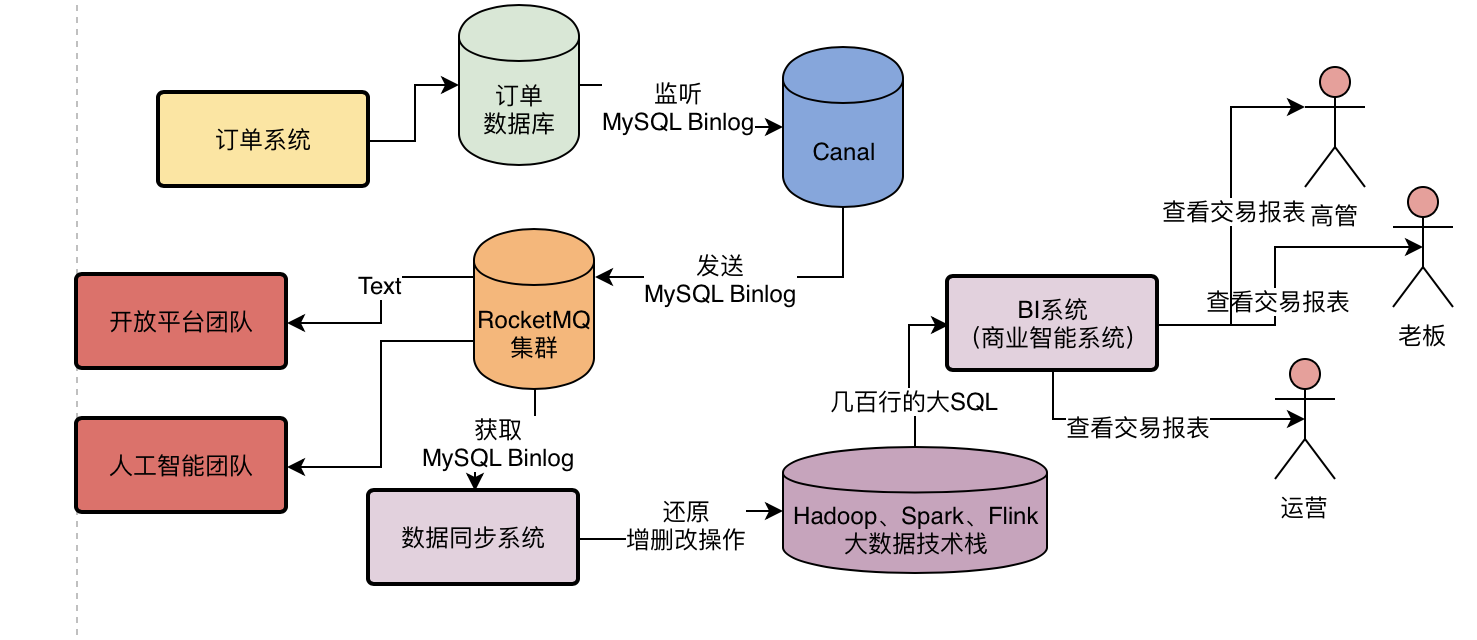 订单系统
订单
数据库
监听
MySQL Binlog
Canal
高管
查看交易报表
老板
查看交易报表
发送
MySQL Binlog
RocketMQ
集群
Text
开放平台团队
人工智能团队
BI系统
（商业智能系统）
查看交易报表
运营
几百行的大SQL
获取
MySQL Binlog
数据同步系统
还原
增删改操作
Hadoop、Spark、Flink
大数据技术栈